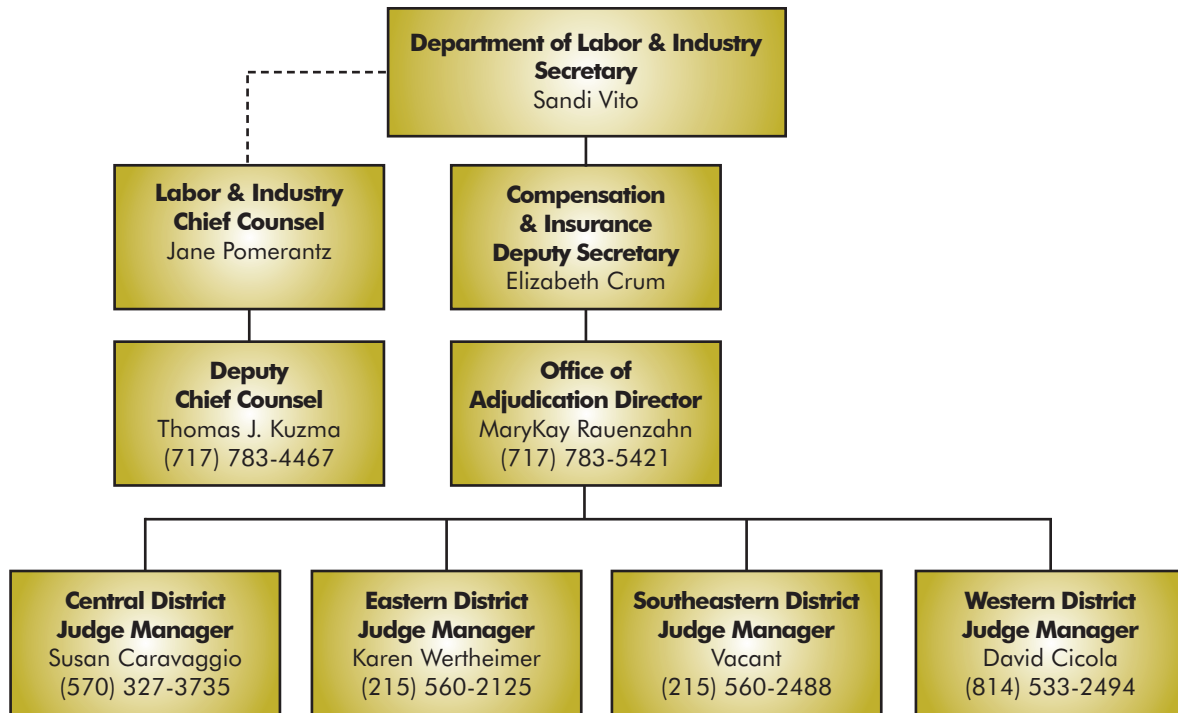 Department of Labor & Industry
Secretary
Sandi Vito
Labor & Industry
Chief Counsel
Jane Pomerantz
Compensation
& Insurance
Deputy Secretary
Elizabeth Crum
Deputy
Chief Counsel
Thomas J. Kuzma
(717) 783-4467
Office of
Adjudication Director
MaryKay Rauenzahn
(717) 783-5421
Central District
Judge Manager
Susan Caravaggio
(570) 327-3735
Eastern District
Judge Manager
Karen Wertheimer
(215) 560-2125
Southeastern District
Judge Manager
Vacant
(215) 560-2488
Western District
Judge Manager
David Cicola
(814) 533-2494